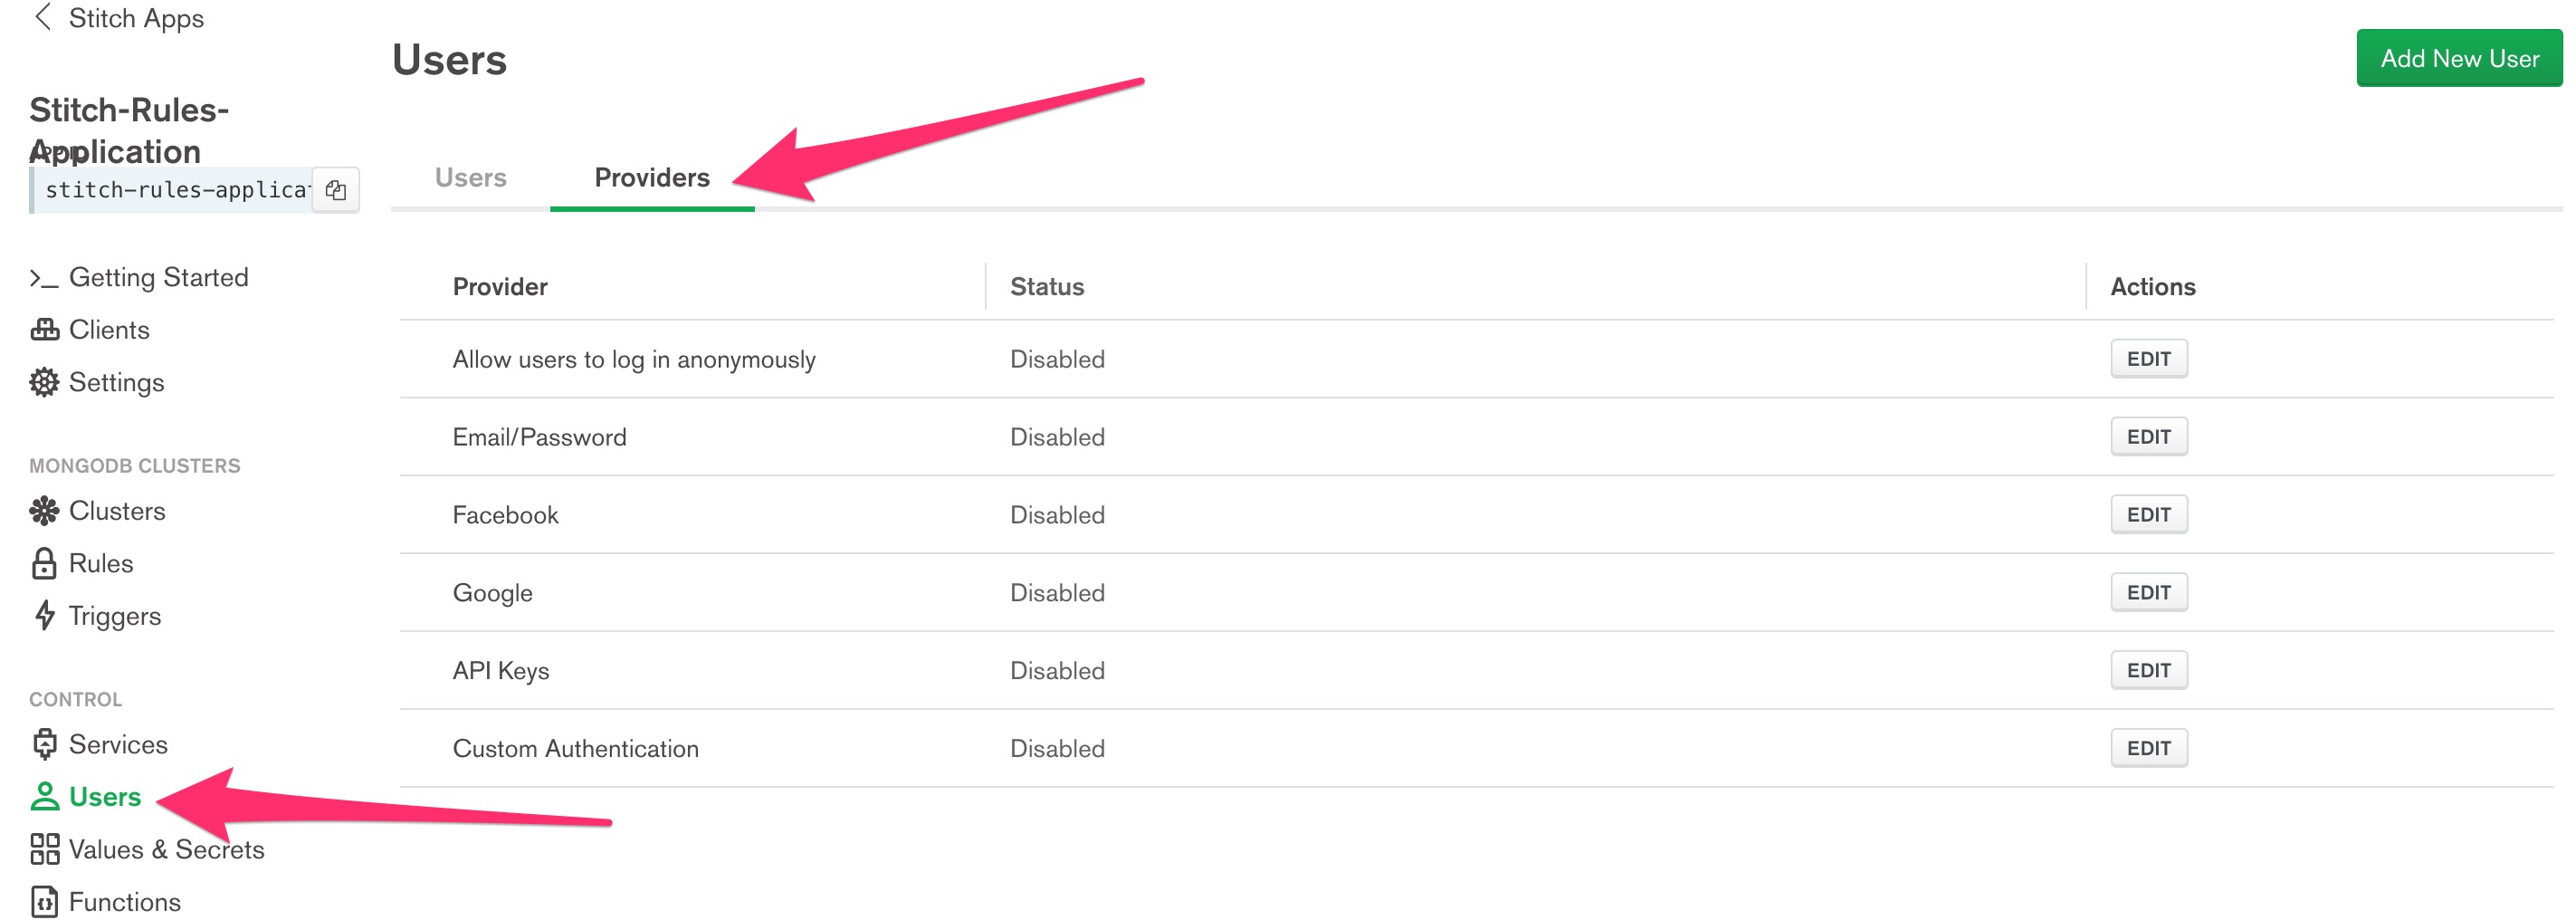 Stitch Apps
Stitch-Rules-
Application
stitch-rules-applica
Getting Started
Clients
Settings
MONGODB CLUSTERS
Clusters
Rules
Triggers
CONTROL
Services
Users
Values & Secrets
Functions
Users
Add New User
Users Providers
Provider Status Actions
Allow users to log in anonymously Disabled EDIT
Email/Password Disabled EDIT
Facebook Disabled EDIT
Google Disabled EDIT
API Keys Disabled EDIT
Custom Authentication Disabled EDIT